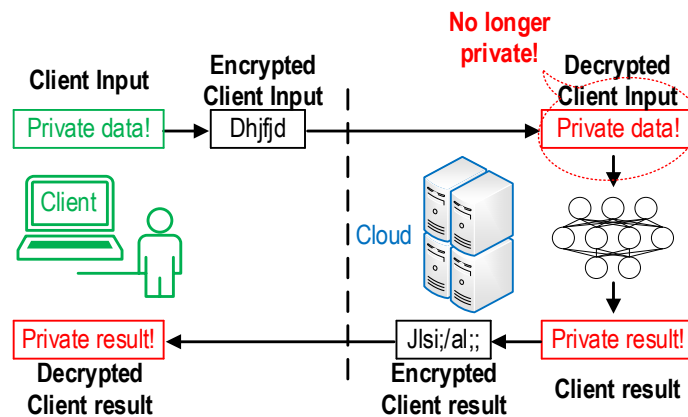 No longer
private!
Client Input
Encrypted
Client Input
Decrypted
Client Input
Private data!
Dhjfjd
Private data!
Client
Cloud
Private result!
Jlsi;/al;;
Private result!
Decrypted
Client result
Encrypted
Client result
Client result